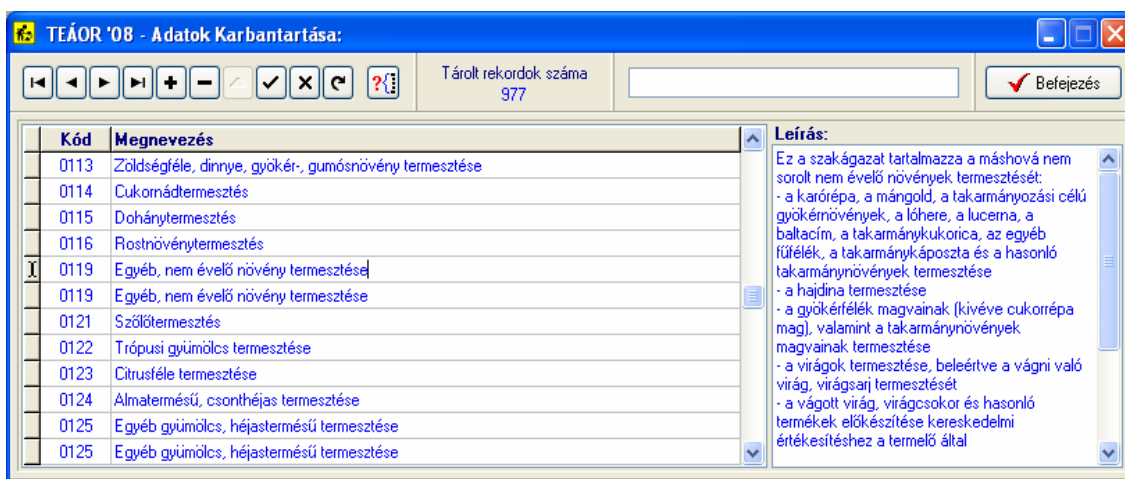 TEÁOR '08 - Adatok Karbantartása:
?{
Tárolt rekordok száma
977
Befejezés
Kód Megnevezés
0113 Zöldségféle, dinnye, gyökér-, gumósnövény termesztése
0114 Cukornádtermesztés
0115 Dohánytermesztés
0116 Rostnövénytermesztés
0119 Egyéb, nem évelő növény termesztése
0119 Egyéb, nem évelő növény termesztése
0121 Szőlőtermesztés
0122 Trópusi gyümölcs termesztése
0123 Citrusféle termesztése
0124 Almatermésű, csonthéjas termesztése
0125 Egyéb gyümölcs, héjastermésű termesztése
0125 Egyéb gyümölcs, héjastermésű termesztése
Leírás:
Ez a szakágazat tartalmazza a máshová nem
sorolt nem évelő növények termesztését:
- a karórépa, a mángold, a takarmányozási célú
gyökérnövények, a lóhere, a lucerna, a
baltacím, a takarmánykukorica, az egyéb
fűfélék, a takarmánykáposzta és a hasonló
takarmánynövények termesztése
- a hajdina termesztése
- a gyökérfélék magvainak (kivéve cukorrépa
mag), valamint a takarmánynövények
magvainak termesztése
- a virágok termesztése, beleértve a vágni való
virág, virágsarj termesztését
- a vágott virág, virágcsokor és hasonló
termékek előkészítése kereskedelmi
értékesítéshez a termelő által